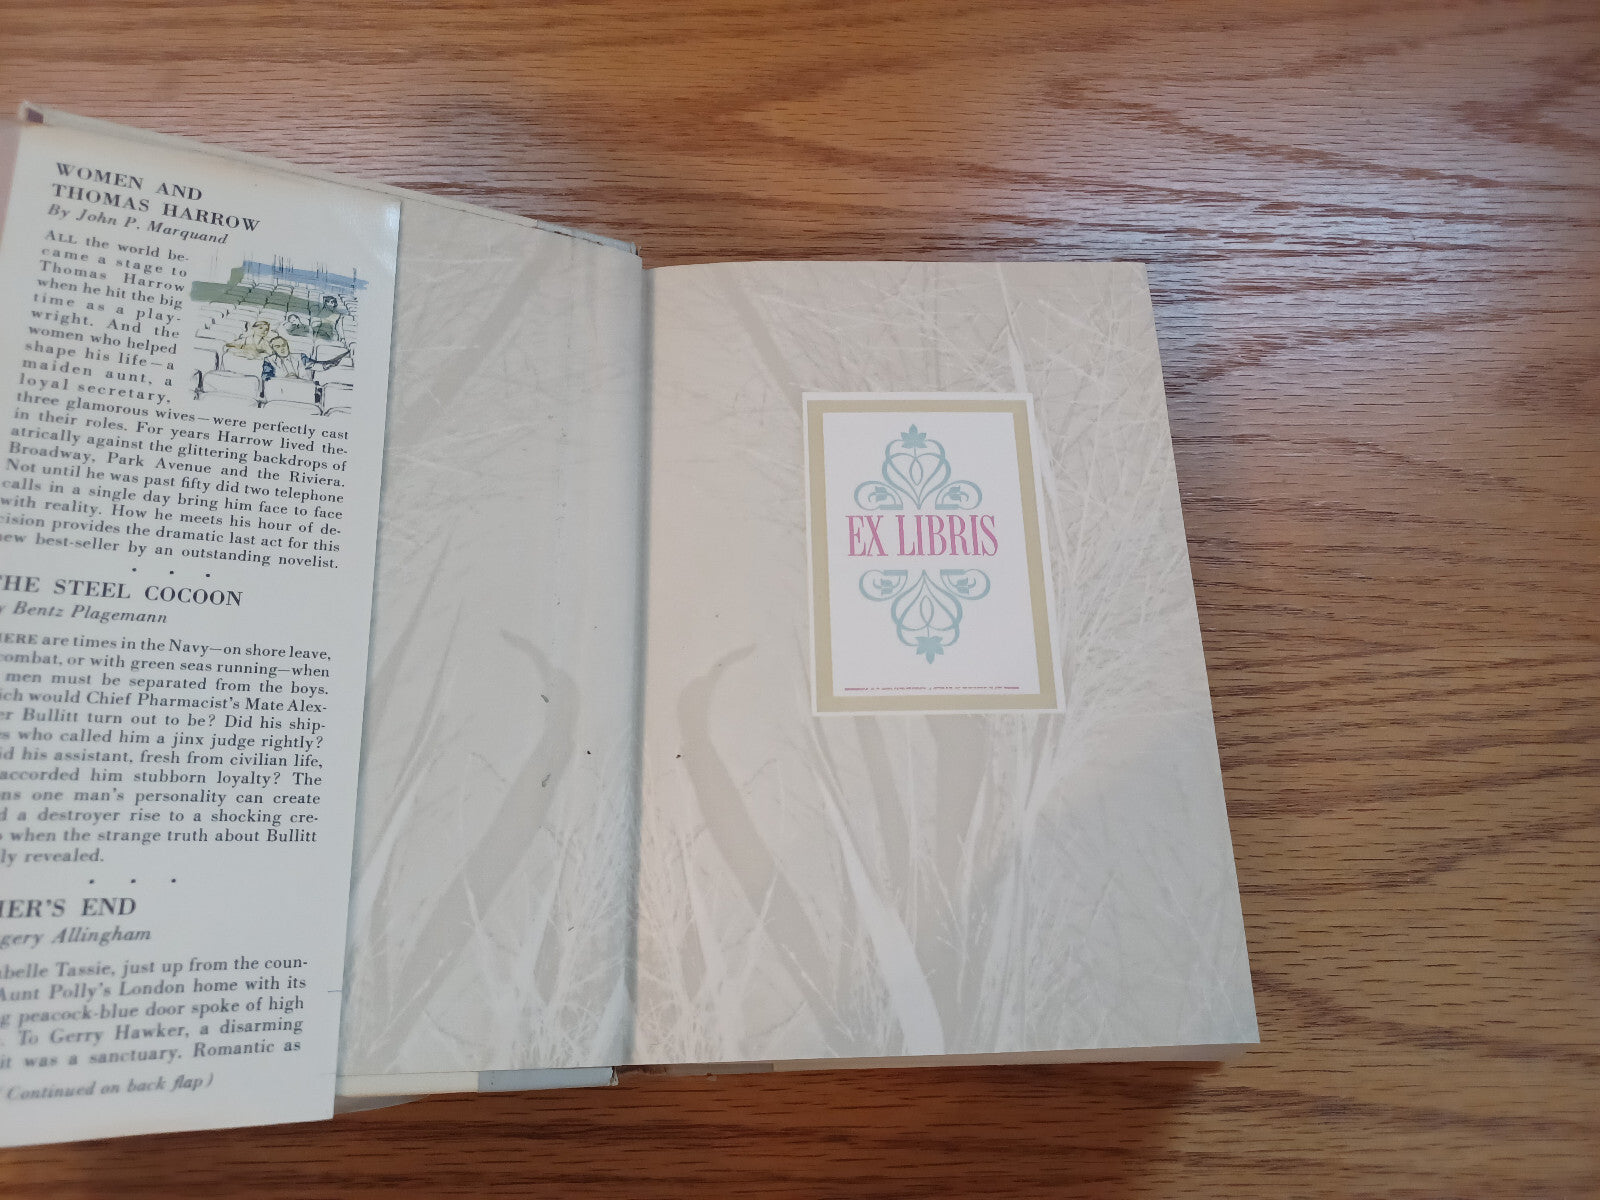 WOMEN AND
THOMAS HARROW
By John P. Marquand
ALL the world be-
came a stage to
Thomas Harrow
when he hit the big
time as a play-
wright. And the
women who helped
shape his life—a
maiden aunt, a
loyal secretary,
three glamorous wives—were perfectly cast
in their roles. For years Harrow lived the-
atrically against the glittering backdrops of
Broadway, Park Avenue and the Riviera.
Not until he was past fifty did two telephone
calls in a single day bring him face to face
with reality. How he meets his hour of de-
cision provides the dramatic last act for this
new best-seller by an outstanding novelist.
THE STEEL COCOON
y Bentz Plagemann
HERE are times in the Navy—on shore leave,
combat, or with green seas running—when
men must be separated from the boys.
ich would Chief Pharmacist's Mate Alex-
er Bullitt turn out to be? Did his ship-
es who called him a jinx judge rightly?
id his assistant, fresh from civilian life,
accorded him stubborn loyalty? The
ns one man's personality can create
d a destroyer rise to a shocking cre-
s when the strange truth about Bullitt
ly revealed.
HER'S END
gery Allingham
abelle Tassie, just up from the coun-
Aunt Polly's London home with its
g peacock-blue door spoke of high
. To Gerry Hawker, a disarming
it was a sanctuary. Romantic as
(Continued on back flap)
EX LIBRIS